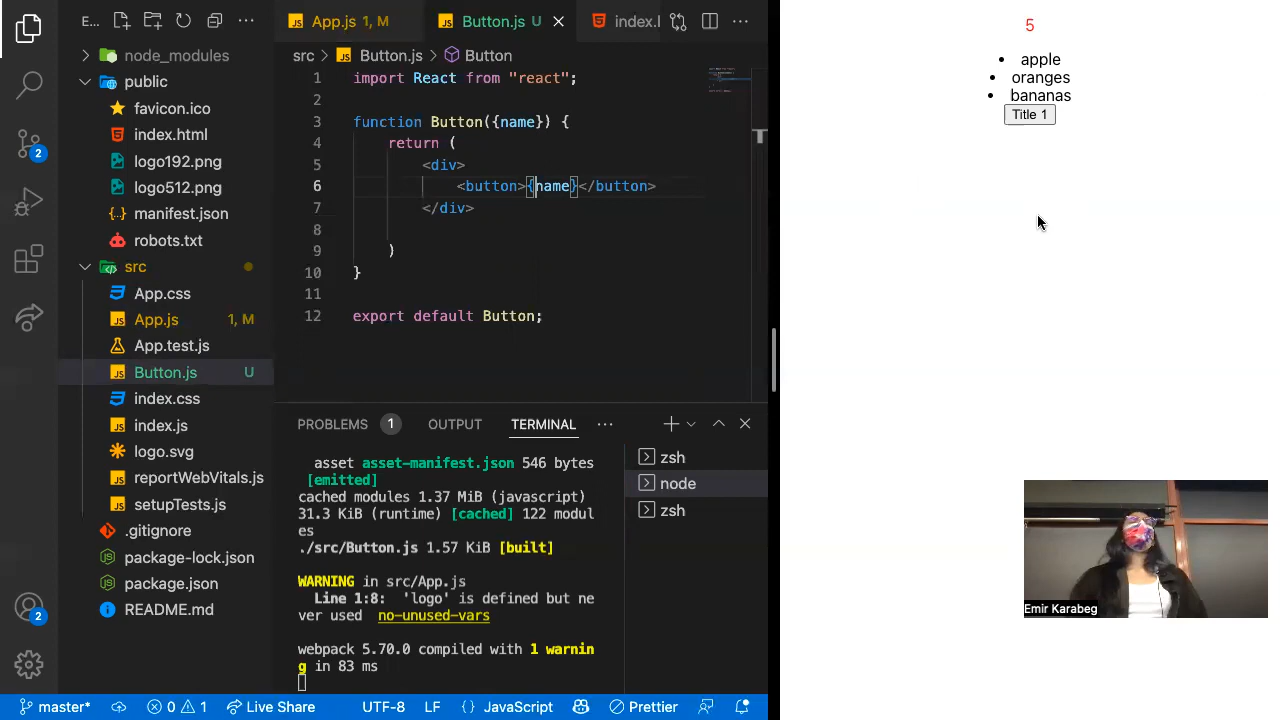 E...
App.js 1, M
Button.js U
index.l
node_modules
public
favicon.ico
index.html
logo192.png
logo512.png
manifest.json
robots.txt
src
App.css
App.js 1, M
App.test.js
Button.js U
index.css
index.js
logo.svg
reportWebVitals.js
setupTests.js
.gitignore
package-lock.json
package.json
README.md
2
2
src > Button.js > Button
1 import React from "react";
2
3 function Button({name}) {
4 return (
5 <div>
6 <button>{name}</button>
7 </div>
8
9 )
10 }
11
12 export default Button;
PROBLEMS 1 OUTPUT TERMINAL ...
asset asset-manifest.json 546 bytes
[emitted]
cached modules 1.37 MiB (javascript)
31.3 KiB (runtime) [cached] 122 modul
es
./src/Button.js 1.57 KiB [built]
WARNING in src/App.js
Line 1:8: 'logo' is defined but ne
ver used no-unused-vars
webpack 5.70.0 compiled with 1 warnin
g in 83 ms
zsh
node
zsh
master* 0 1 Live Share UTF-8 LF {} JavaScript Prettier
5
• apple
• oranges
• bananas
Title 1
Emir Karabeg